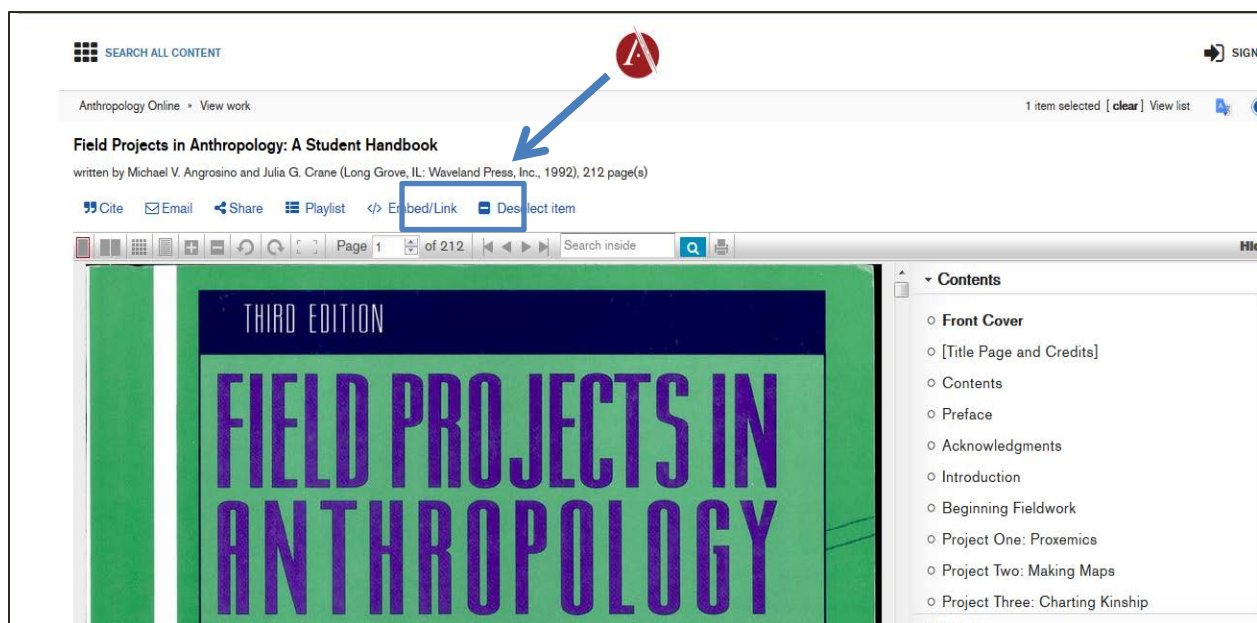 SEARCH ALL CONTENT
SIGN
Anthropology Online • View work
1 item selected [ clear ] View list
Field Projects in Anthropology: A Student Handbook
written by Michael V. Angrosino and Julia G. Crane (Long Grove, IL: Waveland Press, Inc., 1992), 212 page(s)
Cite Email Share Playlist </> Embed/Link Deselect item
Page 1 of 212 Search inside
Contents
Front Cover
[Title Page and Credits]
Contents
Preface
Acknowledgments
Introduction
Beginning Fieldwork
Project One: Proxemics
Project Two: Making Maps
Project Three: Charting Kinship
THIRD EDITION
FIELD PROJECTS IN
ANTHROPOLOGY